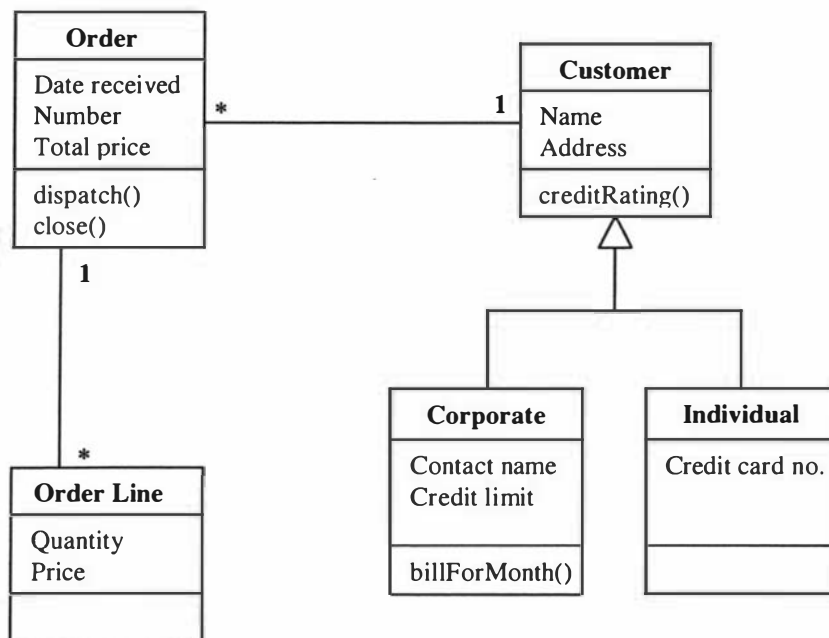 Order
Date received
Number
Total price
dispatch()
close()
*
1
Customer
Name
Address
creditRating()
1
*
Order Line
Quantity
Price
Corporate
Contact name
Credit limit
billForMonth()
Individual
Credit card no.